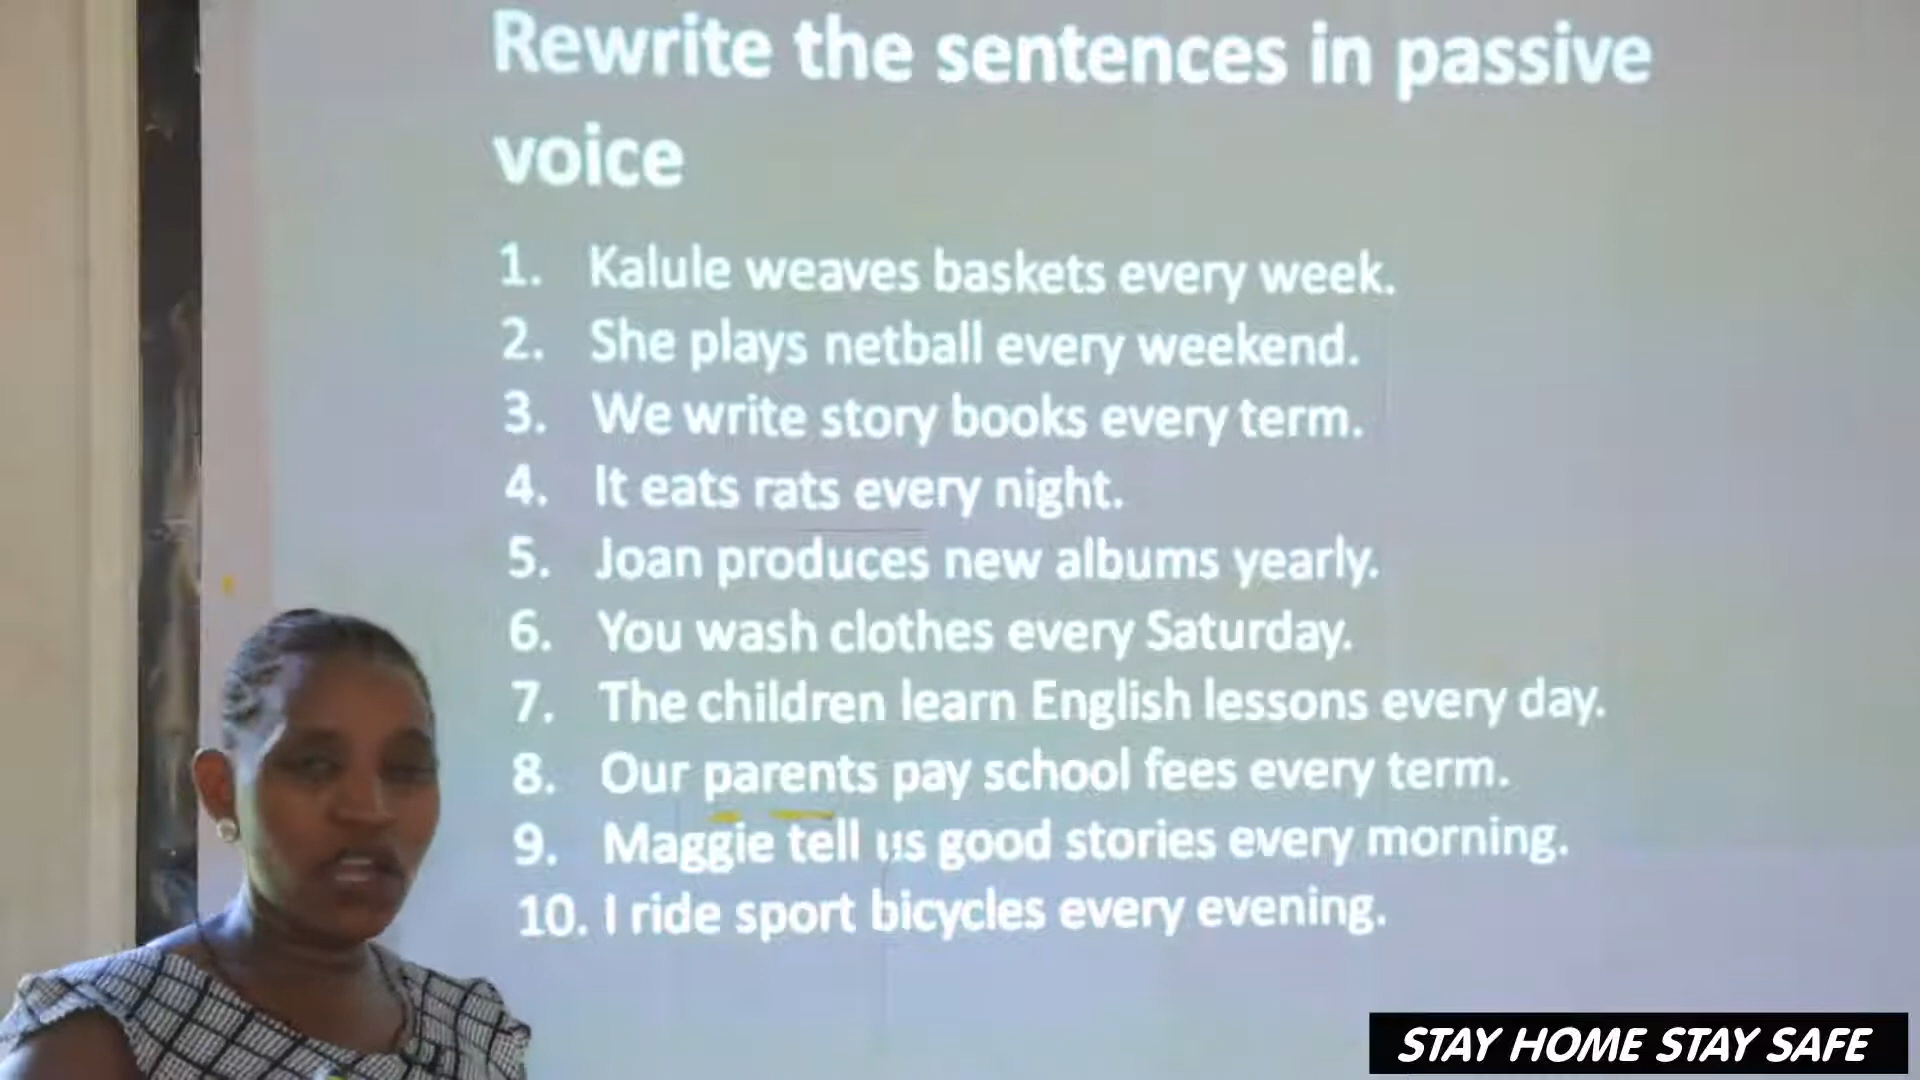 Rewrite the sentences in passive
voice
1. Kalule weaves baskets every week.
2. She plays netball every weekend.
3. We write story books every term.
4. It eats rats every night.
5. Joan produces new albums yearly.
6. You wash clothes every Saturday.
7. The children learn English lessons every day.
8. Our parents pay school fees every term.
9. Maggie tell us good stories every morning.
10. I ride sport bicycles every evening.
STAY HOME STAY SAFE